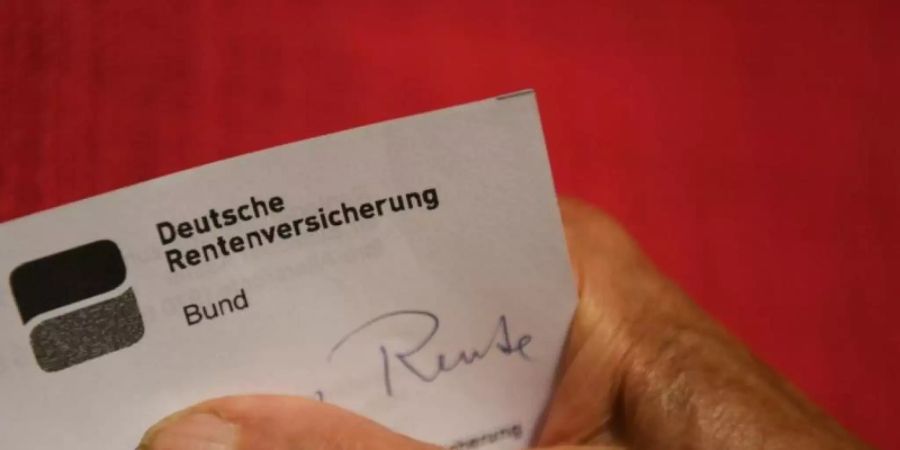 Deutsche
Rentenversicherung
Bund
Rente